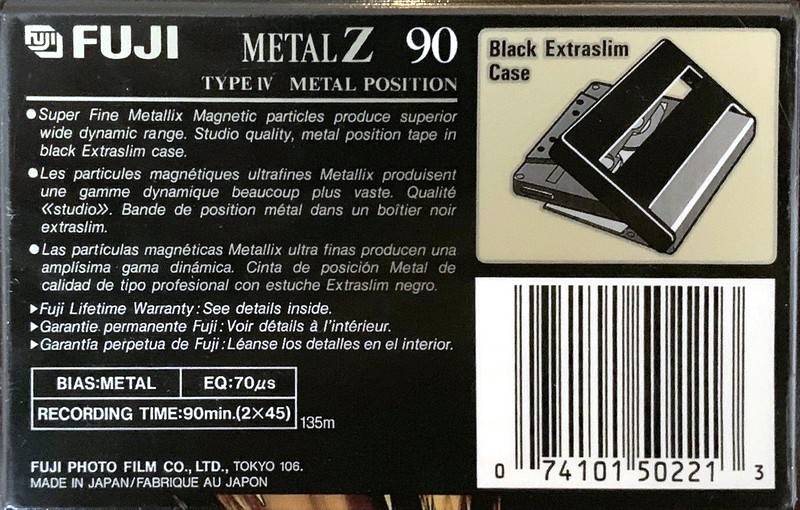 FUJI FUJI METAL Z 90
TYPE IV METAL POSITION
●Super Fine Metallix Magnetic particles produce superior
wide dynamic range. Studio quality, metal position tape in
black Extraslim case.
●Les particules magnétiques ultrafines Metallix produisent
une gamme dynamique beaucoup plus vaste. Qualité
《studio》. Bande de position métal dans un boîtier noir
extraslim.
●Las partículas magnéticas Metallix ultra finas producen una
amplísima gama dinámica. Cinta de posición Metal de
calidad de tipo profesional con estuche Extraslim negro.
▶Fuji Lifetime Warranty: See details inside.
▶Garantie permanente Fuji: Voir détails à l'intérieur.
▶Garantía perpetua de Fuji: Léanse los detalles en el interior.
BIAS:METAL EQ:70μs
RECORDING TIME:90min.(2×45) 135m
FUJI PHOTO FILM CO., LTD., TOKYO 106.
MADE IN JAPAN/FABRIQUE AU JAPON
Black Extraslim
Case
0 74101 50221 3